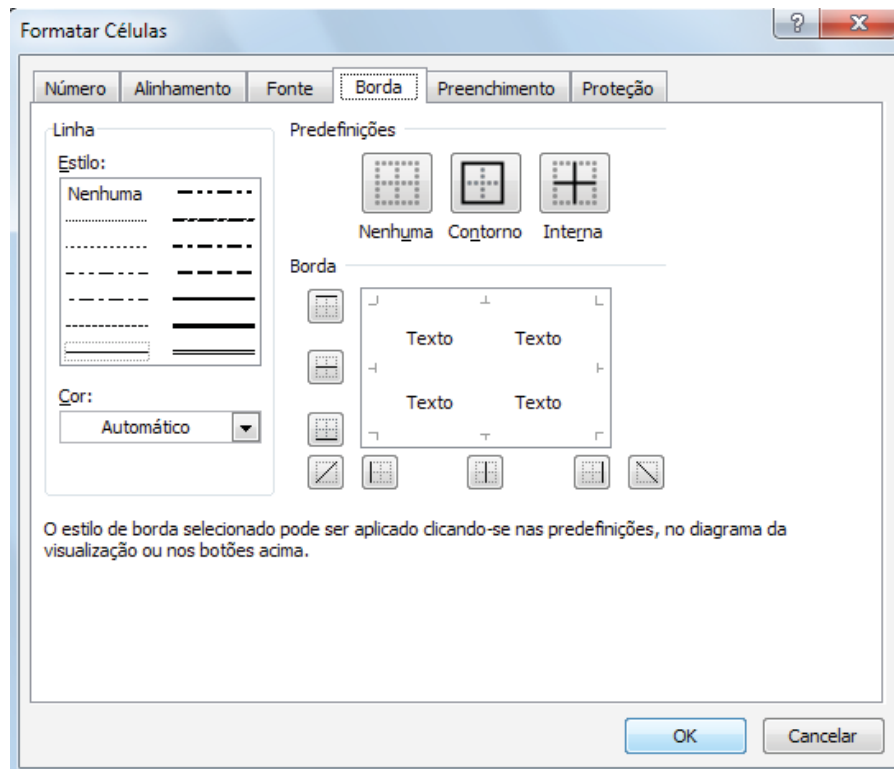 Formatar Células
Número Alinhamento Fonte Borda Preenchimento Proteção
Linha
Estilo:
Nenhuma
Cor:
Automático
Predefinições
Nenhuma Contorno Interna
Borda
Texto Texto
Texto Texto
O estilo de borda selecionado pode ser aplicado clicando-se nas predefinições, no diagrama da
visualização ou nos botões acima.
OK Cancelar